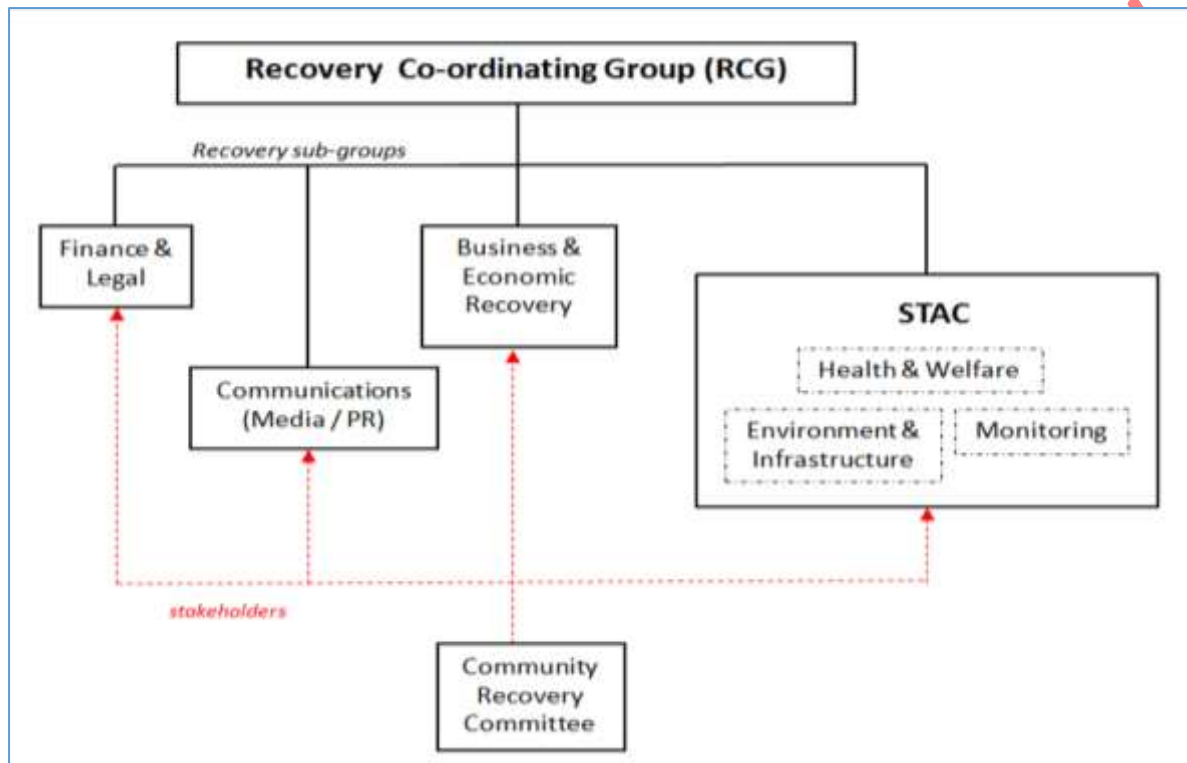 Recovery Co-ordinating Group (RCG)
Recovery sub-groups
Finance &
Legal
Communications
(Media / PR)
Business &
Economic
Recovery
STAC
Health & Welfare
Environment &
Infrastructure
Monitoring
stakeholders
Community
Recovery
Committee